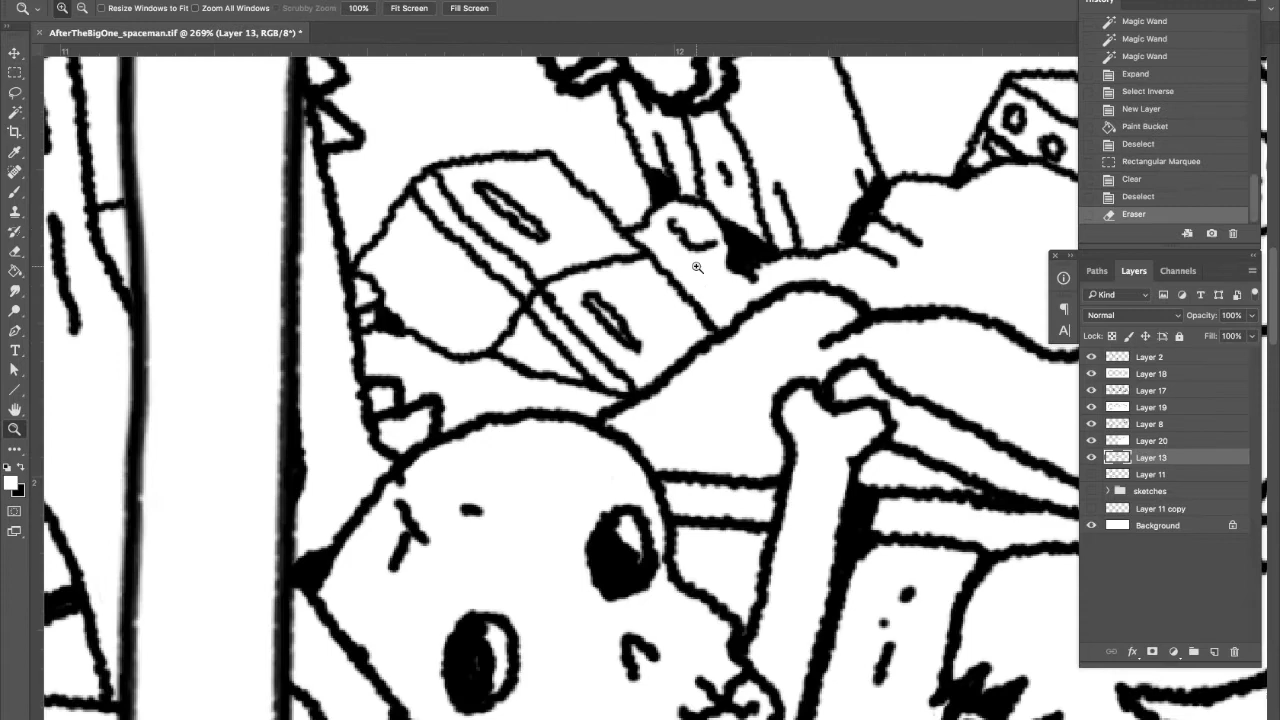 Resize Windows to Fit Zoom All Windows Scrubby Zoom 100% Fit Screen Fill Screen
× AfterTheBigOne_spaceman.tif @ 269% (Layer 13, RGB/8*) *
11 12
2
History
Magic Wand
Magic Wand
Magic Wand
Expand
Select Inverse
New Layer
Paint Bucket
Deselect
Rectangular Marquee
Clear
Deselect
Eraser
Paths Layers Channels
Kind
Normal Opacity: 100%
Lock: Fill: 100%
Layer 2
Layer 18
Layer 17
Layer 19
Layer 8
Layer 20
Layer 13
Layer 11
sketches
Layer 11 copy
Background